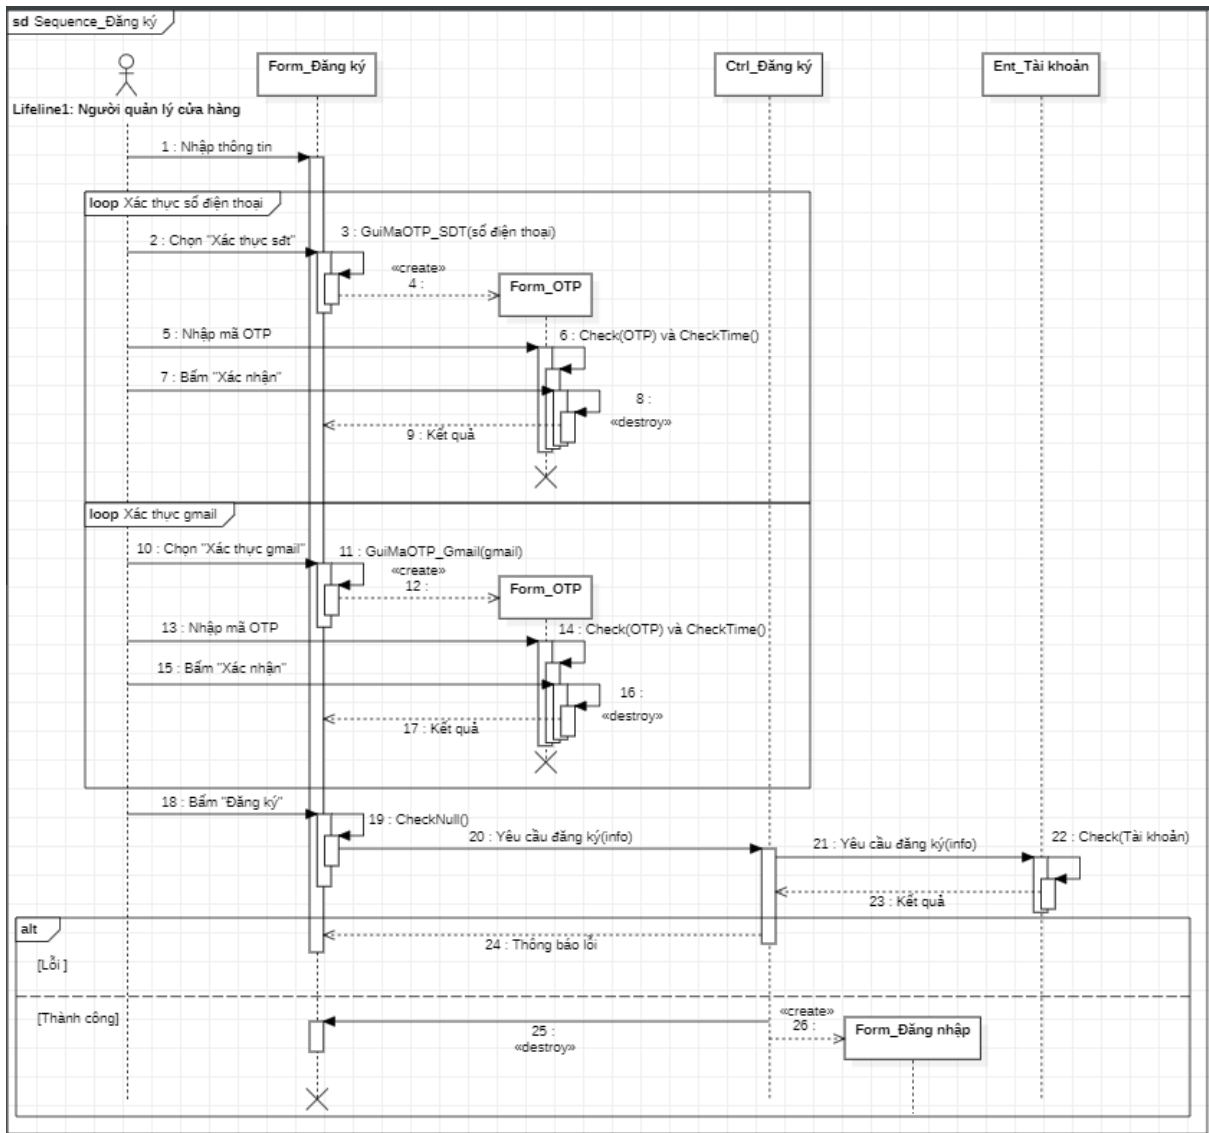 sd Sequence_Đăng ký
Form_Đăng ký
Ctrl_Đăng ký
Ent_Tài khoản
Lifeline1: Người quản lý cửa hàng
1 : Nhập thông tin
loop Xác thực số điện thoại
2 : Chọn "Xác thực sđt"
3 : GuiMaOTP_SDT(số điện thoại)
«create»
4 :
Form_OTP
5 : Nhập mã OTP
6 : Check(OTP) và CheckTime()
7 : Bấm "Xác nhận"
8 :
«destroy»
9 : Kết quả
loop Xác thực gmail
10 : Chọn "Xác thực gmail"
11 : GuiMaOTP_Gmail(gmail)
«create»
12 :
Form_OTP
13 : Nhập mã OTP
14 : Check(OTP) và CheckTime()
15 : Bấm "Xác nhận"
16 :
«destroy»
17 : Kết quả
18 : Bấm "Đăng ký"
19 : CheckNull()
20 : Yêu cầu đăng ký(info)
21 : Yêu cầu đăng ký(info)
22 : Check(Tài khoản)
23 : Kết quả
alt
24 : Thông báo lỗi
[Lỗi ]
[Thành công]
25 :
«destroy»
«create»
26 :
Form_Đăng nhập